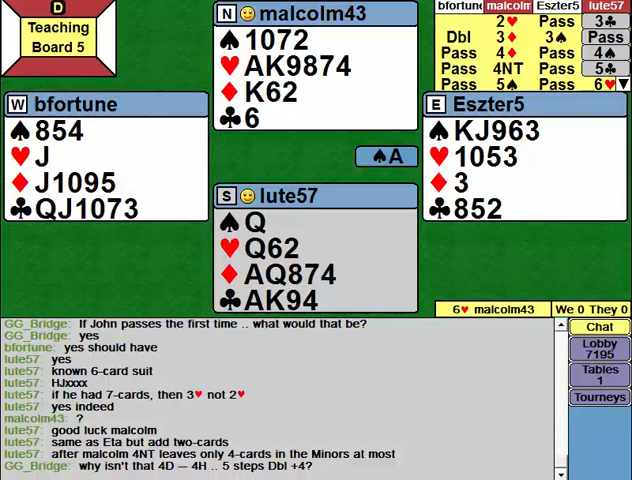 D
Teaching
Board 5
N malcolm43
♠1072
♥AK9874
♦K62
♣6
bfortune malcolm Eszter5 lute57
2♥ Pass 3♣
Dbl 3♦ 3♠ Pass
Pass 4♦ Pass 4♠
Pass 4NT Pass 5♣
Pass 5♠ Pass 6♥
W bfortune
♠854
♥J
♦J1095
♣QJ1073
♠A
E Eszter5
♠KJ963
♥1053
♦3
♣852
S lute57
♠Q
♥Q62
♦AQ874
♣AK94
6♥ malcolm43 We 0 They 0
GG_Bridge: If John passes the first time .. what would that be?
GG_Bridge: yes
bfortune: yes should have
lute57: yes
lute57: known 6-card suit
lute57: HJxxx
lute57: if he had 7-cards, then 3♥ not 2♥
lute57: yes indeed
malcolm43: ?
lute57: good luck malcolm
lute57: same as Eta but add two-cards
lute57: after malcolm 4NT leaves only 4-cards in the Minors at most
GG_Bridge: why isn't that 4D -- 4H .. 5 steps Dbl +4?
Chat
Lobby
7195
Tables
1
Tourneys